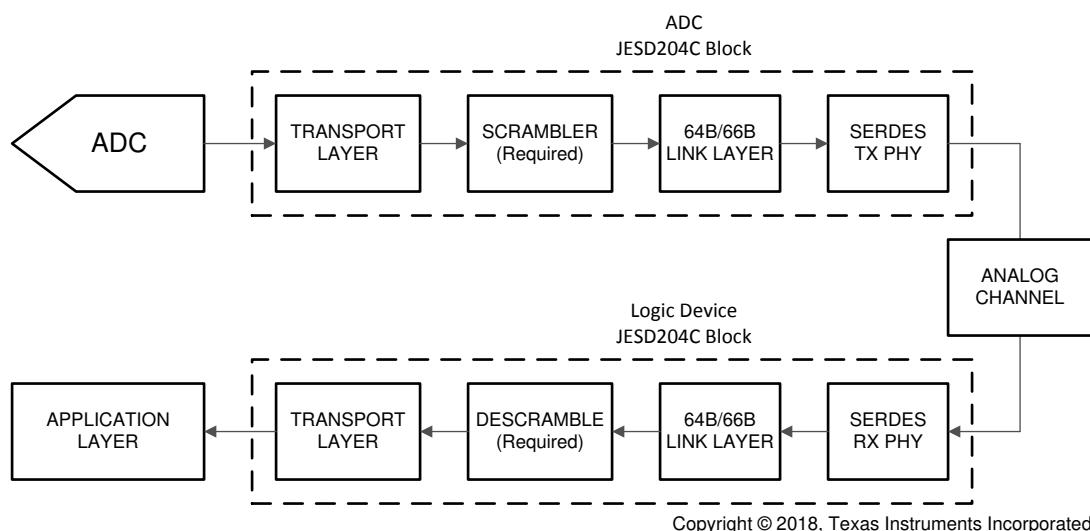 ADC
JESD204C Block
ADC
TRANSPORT
LAYER
SCRAMBLER
(Required)
64B/66B
LINK LAYER
SERDES
TX PHY
ANALOG
CHANNEL
Logic Device
JESD204C Block
APPLICATION
LAYER
TRANSPORT
LAYER
DESCRAMBLE
(Required)
64B/66B
LINK LAYER
SERDES
RX PHY
Copyright © 2018, Texas Instruments Incorporated